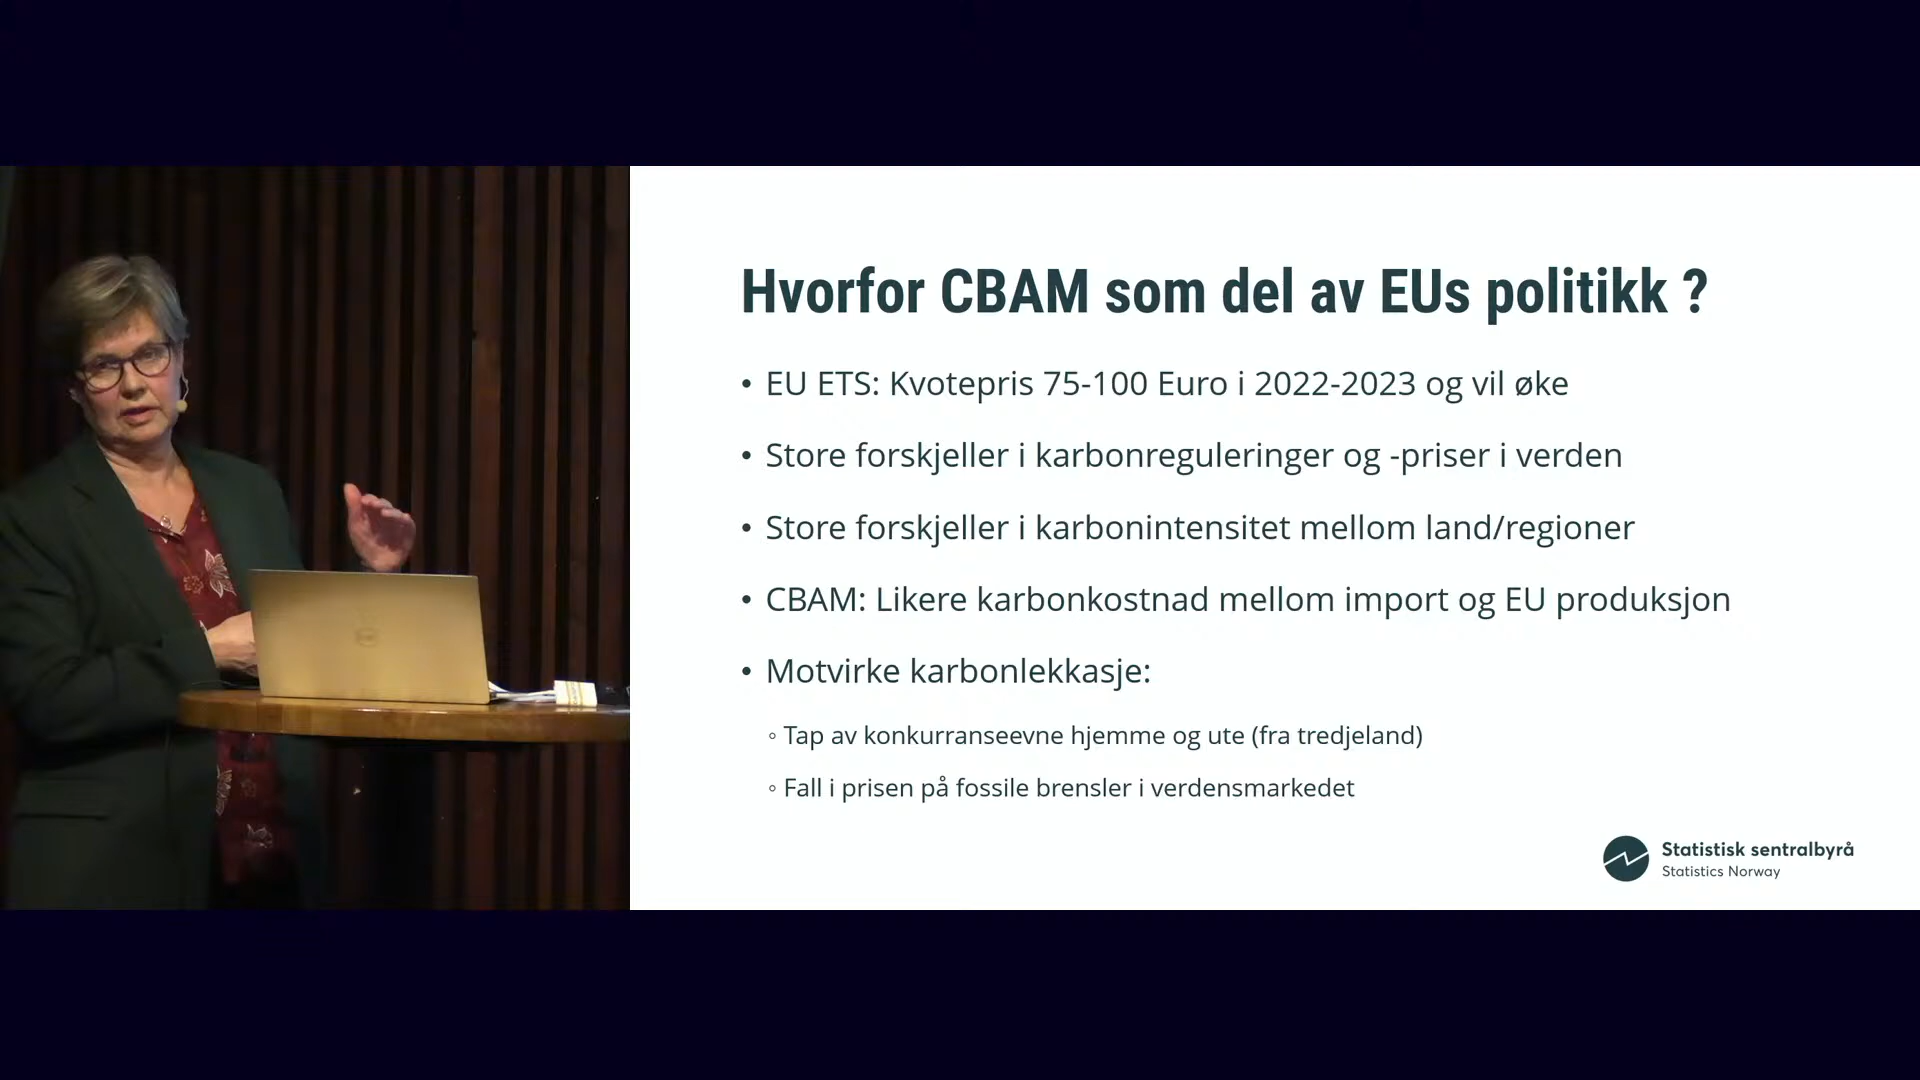 Hvorfor CBAM som del av EUs politikk ?
• EU ETS: Kvotepris 75-100 Euro i 2022-2023 og vil øke
• Store forskjeller i karbonreguleringer og -priser i verden
• Store forskjeller i karbonintensitet mellom land/regioner
• CBAM: Likere karbonkostnad mellom import og EU produksjon
• Motvirke karbonlekkasje:
◦ Tap av konkurranseevne hjemme og ute (fra tredjeland)
◦ Fall i prisen på fossile brensler i verdensmarkedet
Statistisk sentralbyrå
Statistics Norway